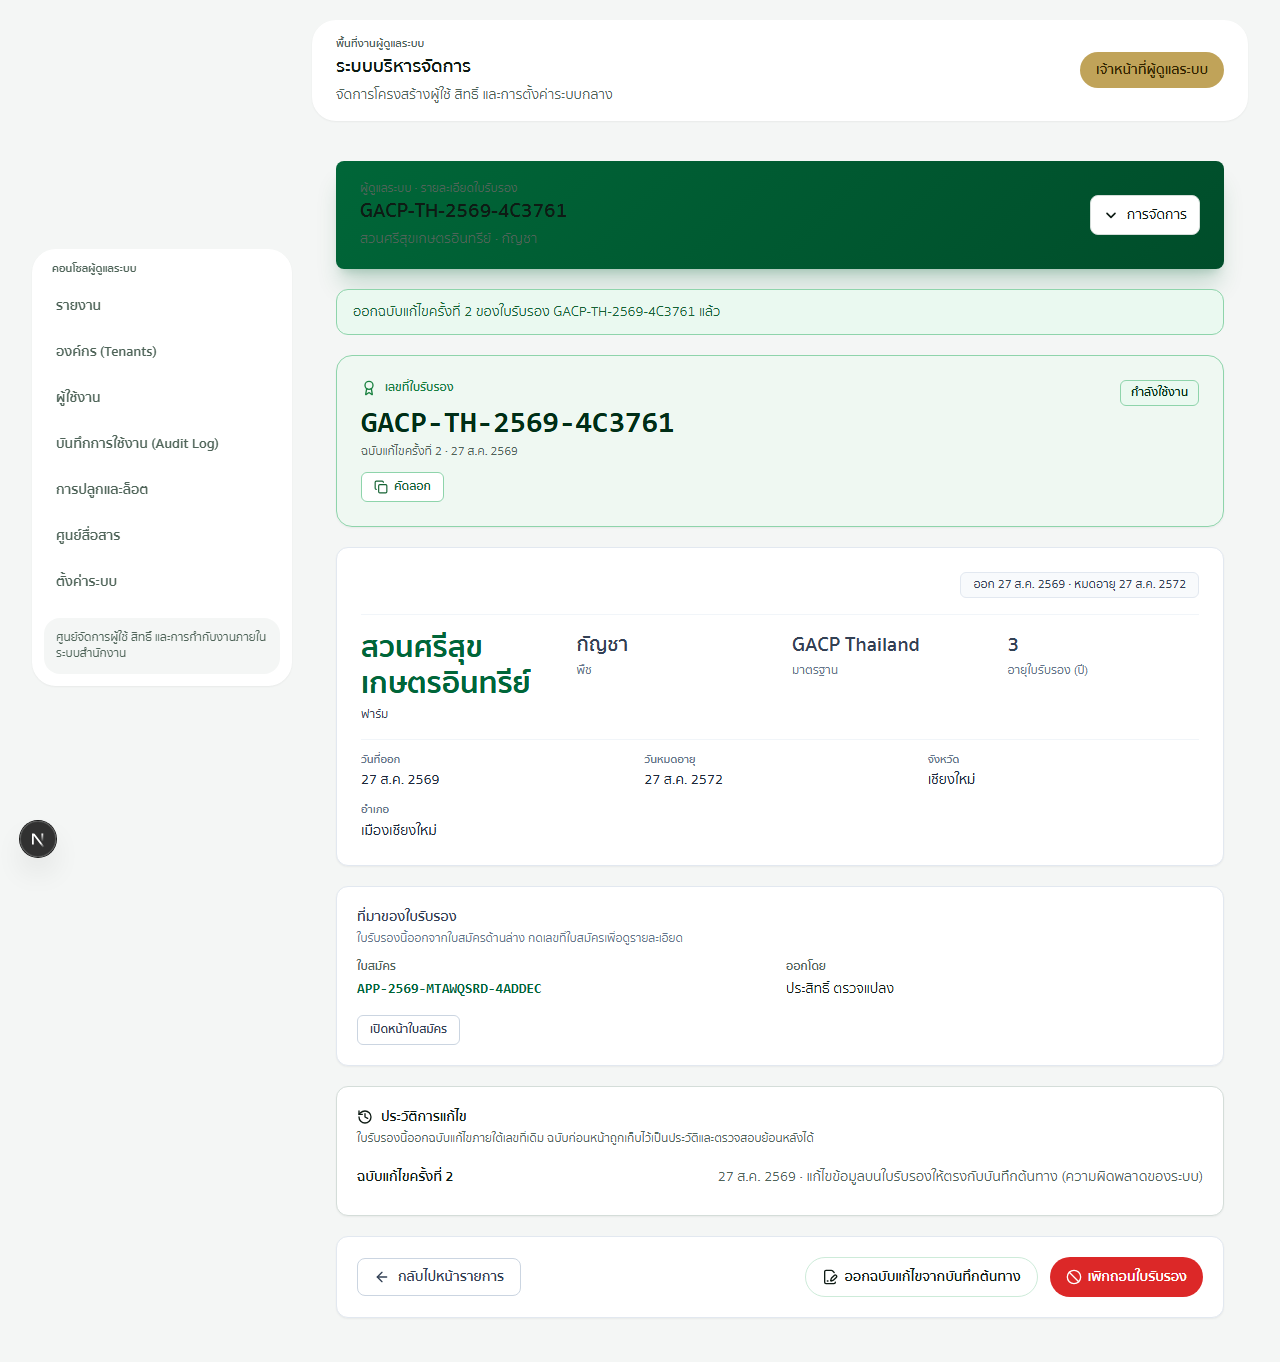 พื้นที่งานผู้ดูแลระบบ
ระบบบริหารจัดการ
จัดการโครงสร้างผู้ใช้ สิทธิ์ และการตั้งค่าระบบกลาง
เจ้าหน้าที่ผู้ดูแลระบบ
คอนโซลผู้ดูแลระบบ
รายงาน
องค์กร (Tenants)
ผู้ใช้งาน
บันทึกการใช้งาน (Audit Log)
การปลูกและล็อต
ศูนย์สื่อสาร
ตั้งค่าระบบ
ศูนย์จัดการผู้ใช้ สิทธิ์ และการกำกับงานภายใน
ระบบสำนักงาน
N
ผู้ดูแลระบบ · รายละเอียดใบรับรอง
GACP-TH-2569-4C3761
สวนศรีสุขเกษตรอินทรีย์ · กัญชา
การจัดการ
ออกฉบับแก้ไขครั้งที่ 2 ของใบรับรอง GACP-TH-2569-4C3761 แล้ว
เลขที่ใบรับรอง
กำลังใช้งาน
GACP-TH-2569-4C3761
ฉบับแก้ไขครั้งที่ 2 · 27 ส.ค. 2569
คัดลอก
ออก 27 ส.ค. 2569 · หมดอายุ 27 ส.ค. 2572
สวนศรีสุข
เกษตรอินทรีย์
ฟาร์ม
กัญชา
พืช
GACP Thailand
มาตรฐาน
3
อายุใบรับรอง (ปี)
วันที่ออก
27 ส.ค. 2569
วันหมดอายุ
27 ส.ค. 2572
จังหวัด
เชียงใหม่
อำเภอ
เมืองเชียงใหม่
ที่มาของใบรับรอง
ใบรับรองนี้ออกจากใบสมัครด้านล่าง กดเลขที่ใบสมัครเพื่อดูรายละเอียด
ใบสมัคร
APP-2569-MTAWQSRD-4ADDEC
ออกโดย
ประสิทธิ์ ตรวจแปลง
เปิดหน้าใบสมัคร
ประวัติการแก้ไข
ใบรับรองนี้ออกฉบับแก้ไขภายใต้เลขที่เดิม ฉบับก่อนหน้าถูกเก็บไว้เป็นประวัติและตรวจสอบย้อนหลังได้
ฉบับแก้ไขครั้งที่ 2
27 ส.ค. 2569 · แก้ไขข้อมูลบนใบรับรองให้ตรงกับบันทึกต้นทาง (ความผิดพลาดของระบบ)
กลับไปหน้ารายการ
ออกฉบับแก้ไขจากบันทึกต้นทาง
เพิกถอนใบรับรอง